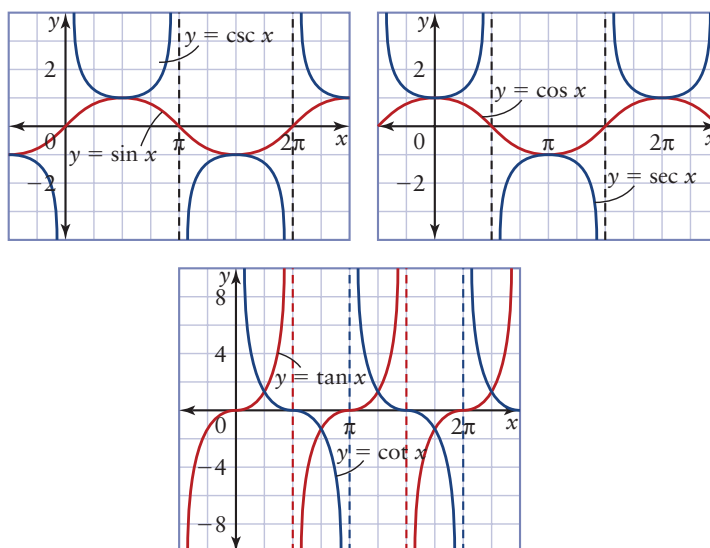 y
y = csc x
2
0
π
2π
x
y = sin x
−2
y
2
y = cos x
0
π
2π
x
−2
y = sec x
y
8
4
y = tan x
0
π
2π
x
y = cot x
−4
−8